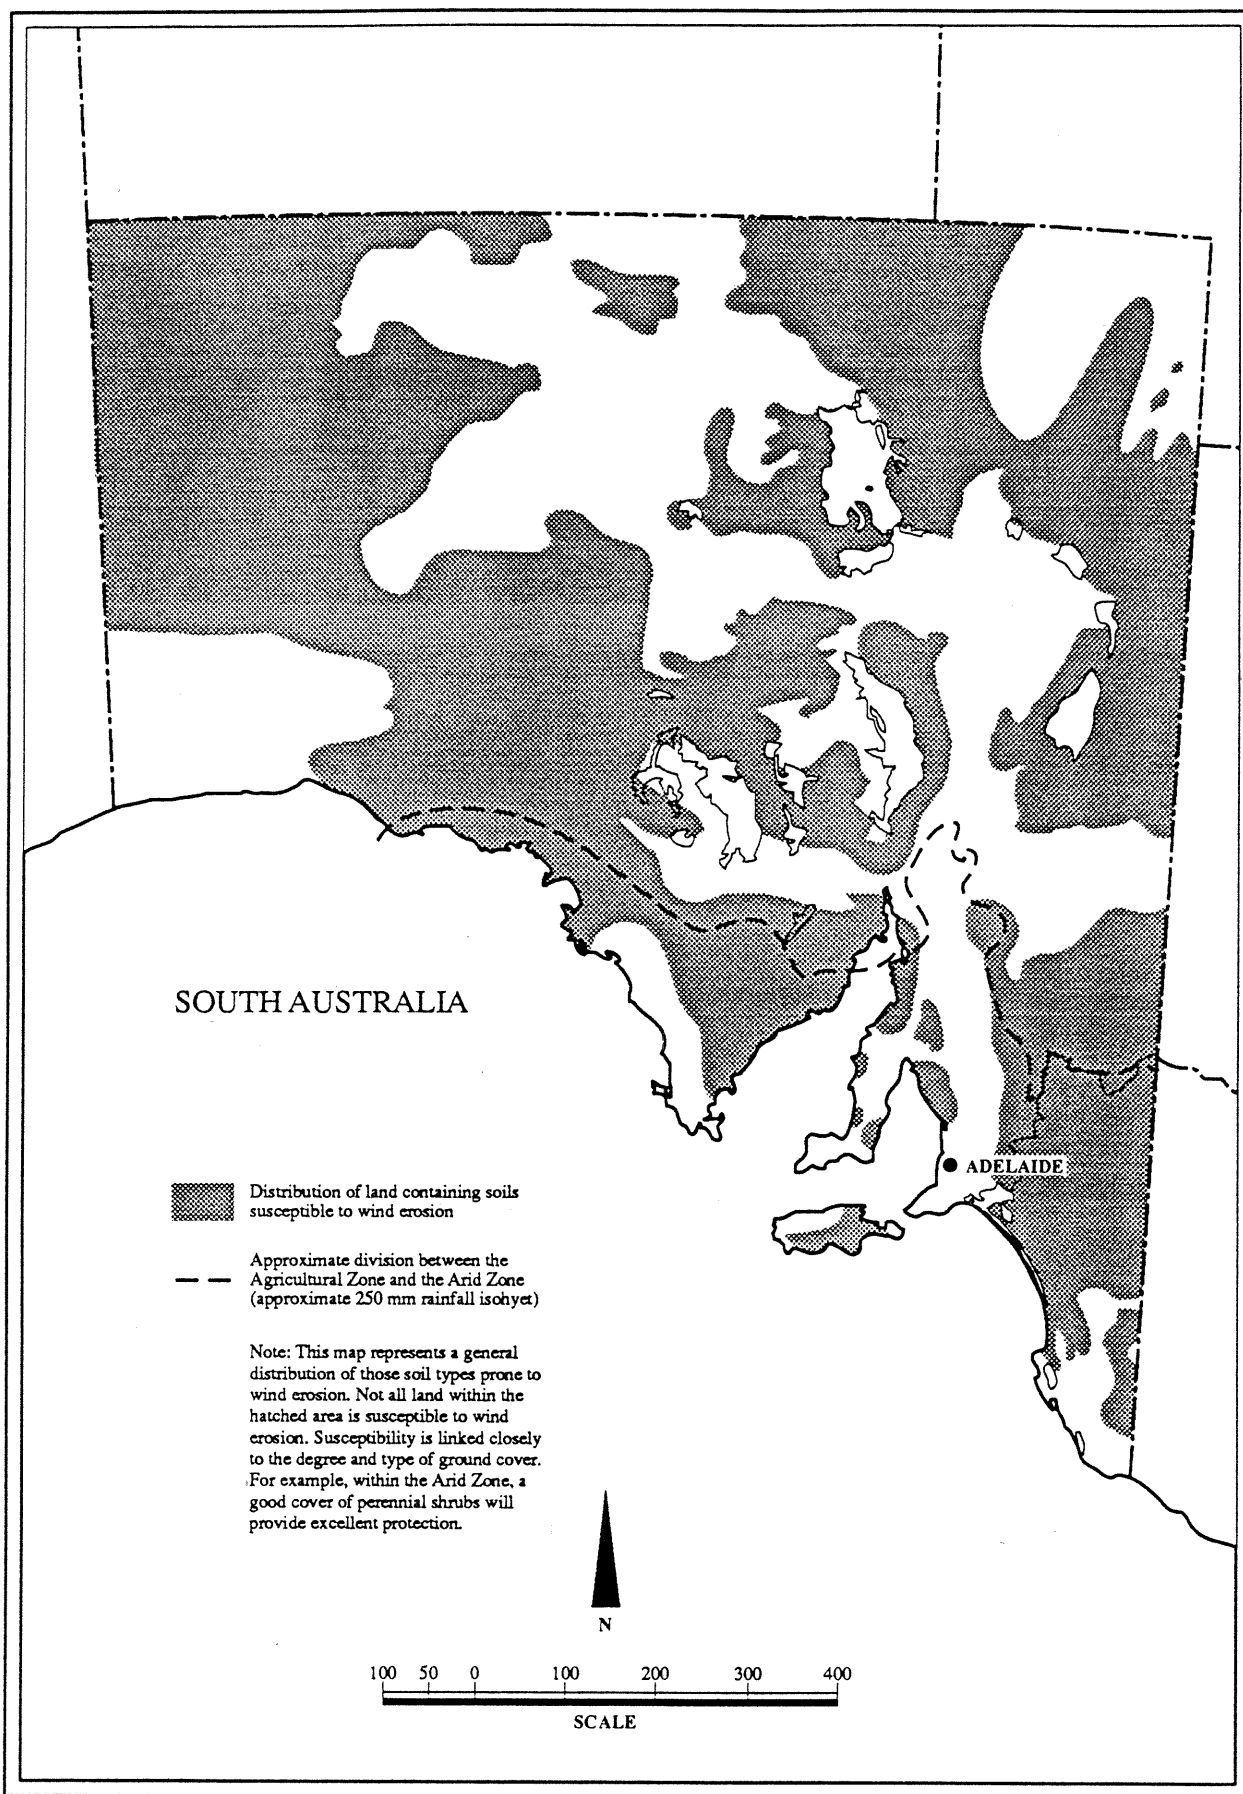 SOUTH AUSTRALIA
ADELAIDE
Distribution of land containing soils
susceptible to wind erosion
Approximate division between the
Agricultural Zone and the Arid Zone
(approximate 250 mm rainfall isohyet)
Note: This map represents a general
distribution of those soil types prone to
wind erosion. Not all land within the
hatched area is susceptible to wind
erosion. Susceptibility is linked closely
to the degree and type of ground cover.
For example, within the Arid Zone, a
good cover of perennial shrubs will
provide excellent protection.
N
100 50 0 100 200 300 400
SCALE